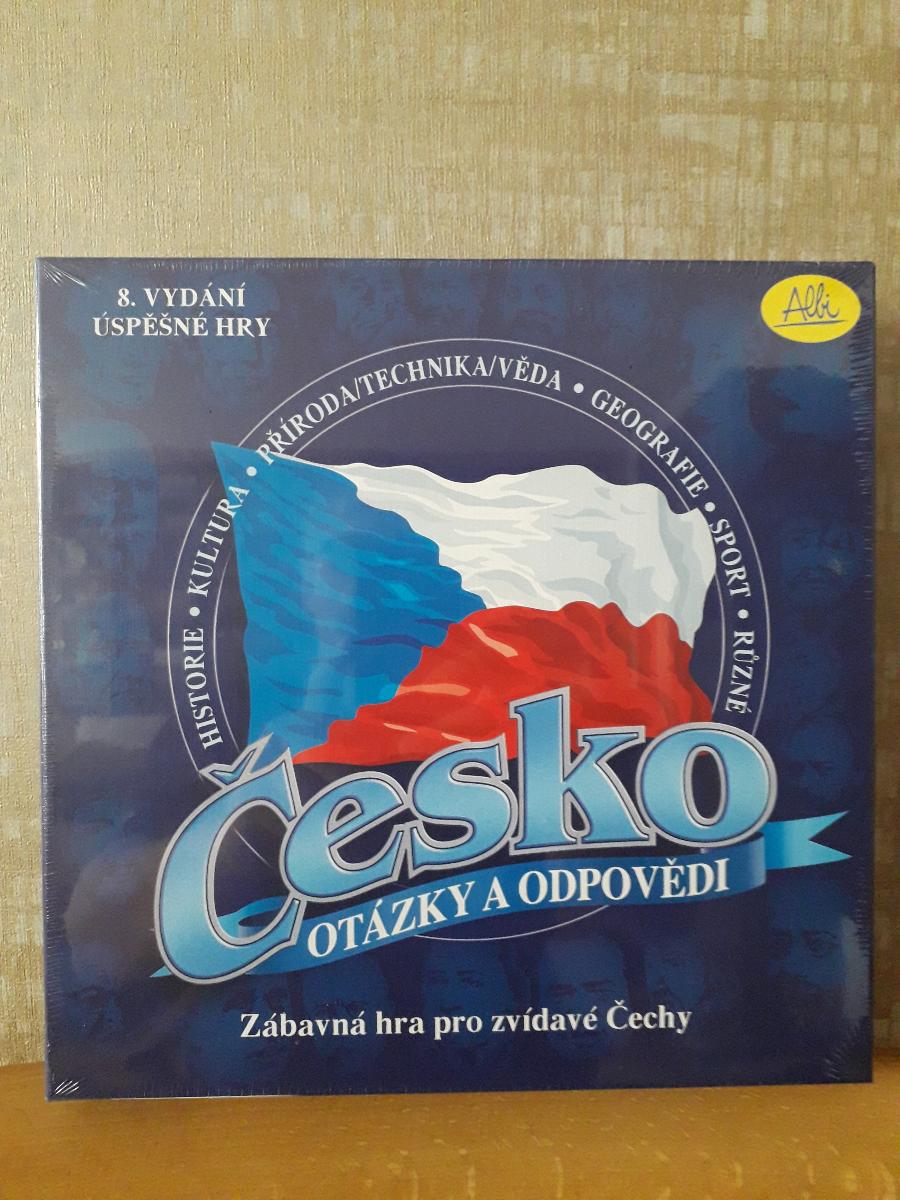 8. VYDÁNÍ
ÚSPĚŠNÉ HRY
Albi
HISTORIE • KULTURA • PŘÍRODA/TECHNIKA/VĚDA • GEOGRAFIE • SPORT • RŮZNÉ
Česko
OTÁZKY A ODPOVĚDI
Zábavná hra pro zvídavé Čechy